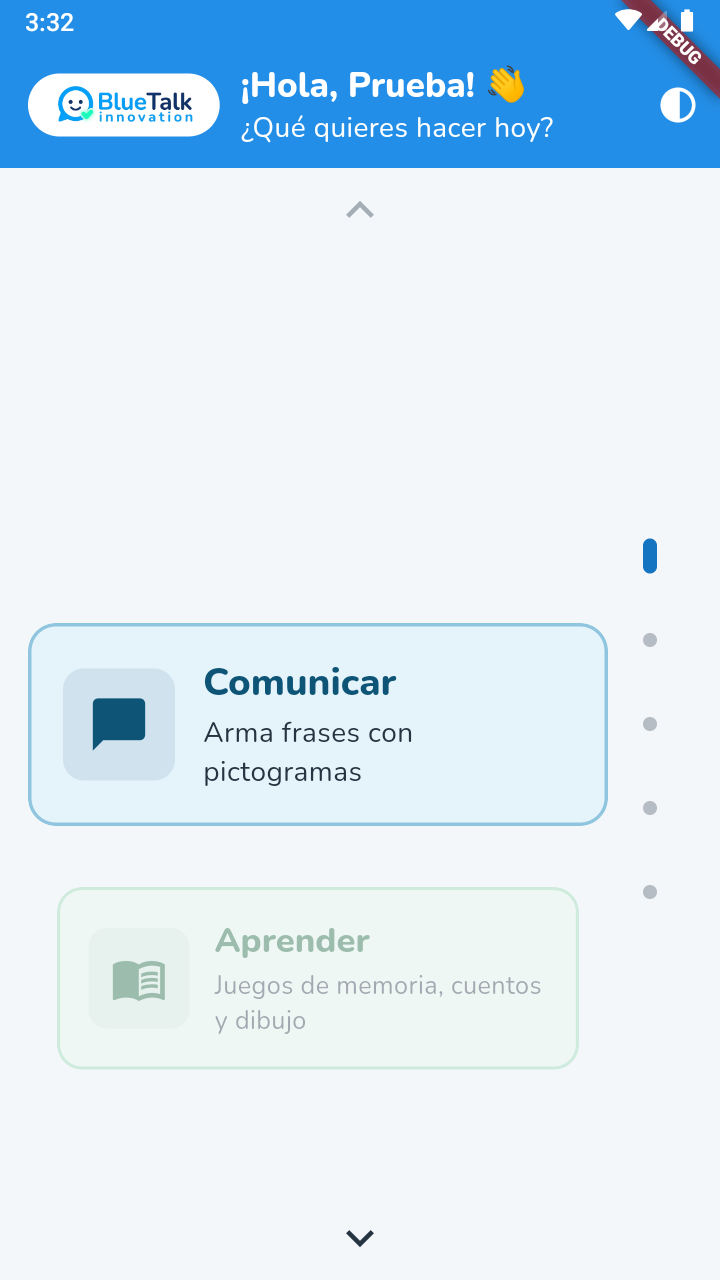 3:32
DEBUG
BlueTalk
innovation
¡Hola, Prueba! 👋
¿Qué quieres hacer hoy?
Comunicar
Arma frases con
pictogramas
Aprender
Juegos de memoria, cuentos
y dibujo